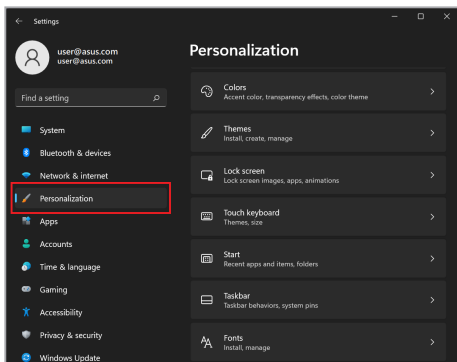 Settings
user@asus.com
user@asus.com
Find a setting
System
Bluetooth & devices
Network & internet
Personalization
Apps
Accounts
Time & language
Gaming
Accessibility
Privacy & security
Windows Update
Personalization
Colors
Accent color, transparency effects, color theme
Themes
Install, create, manage
Lock screen
Lock screen images, apps, animations
Touch keyboard
Themes, size
Start
Recent apps and items, folders
Taskbar
Taskbar behaviors, system pins
Fonts
Install, manage